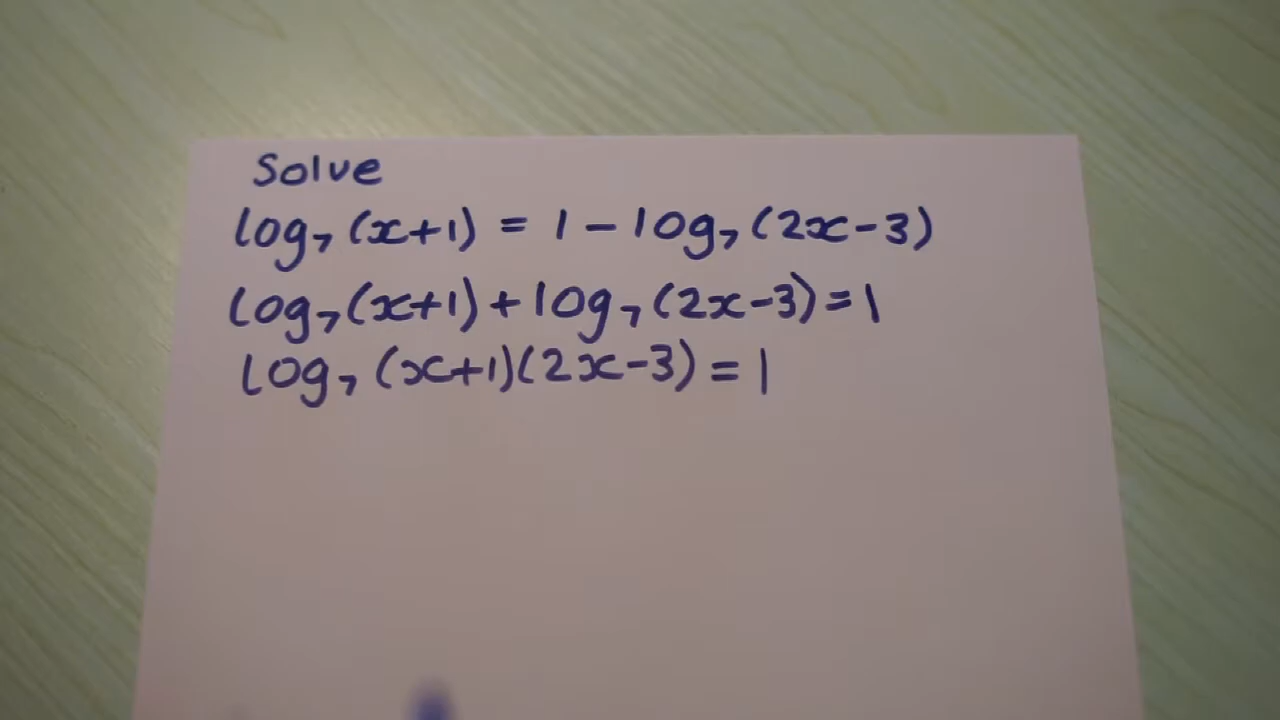 Solve
log₇(x+1) = 1 - log₇(2x-3)
log₇(x+1) + log₇(2x-3) = 1
log₇(x+1)(2x-3) = 1